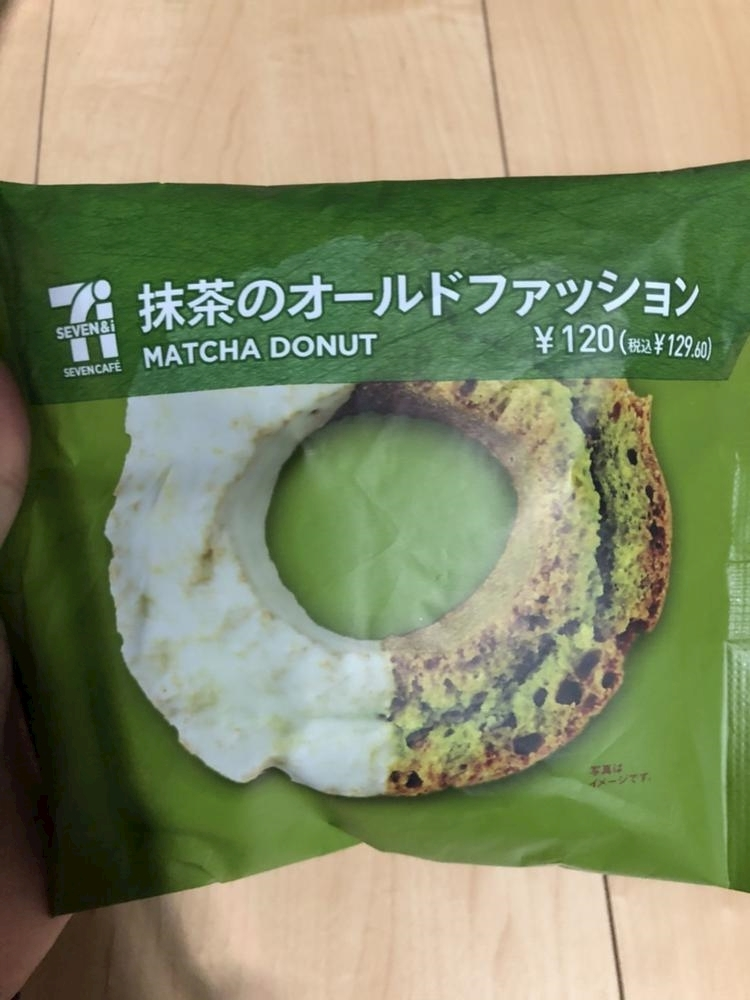 SEVEN&i
SEVEN CAFÉ
抹茶のオールドファッション
MATCHA DONUT
¥120(税込¥129.60)
写真は
イメージです。